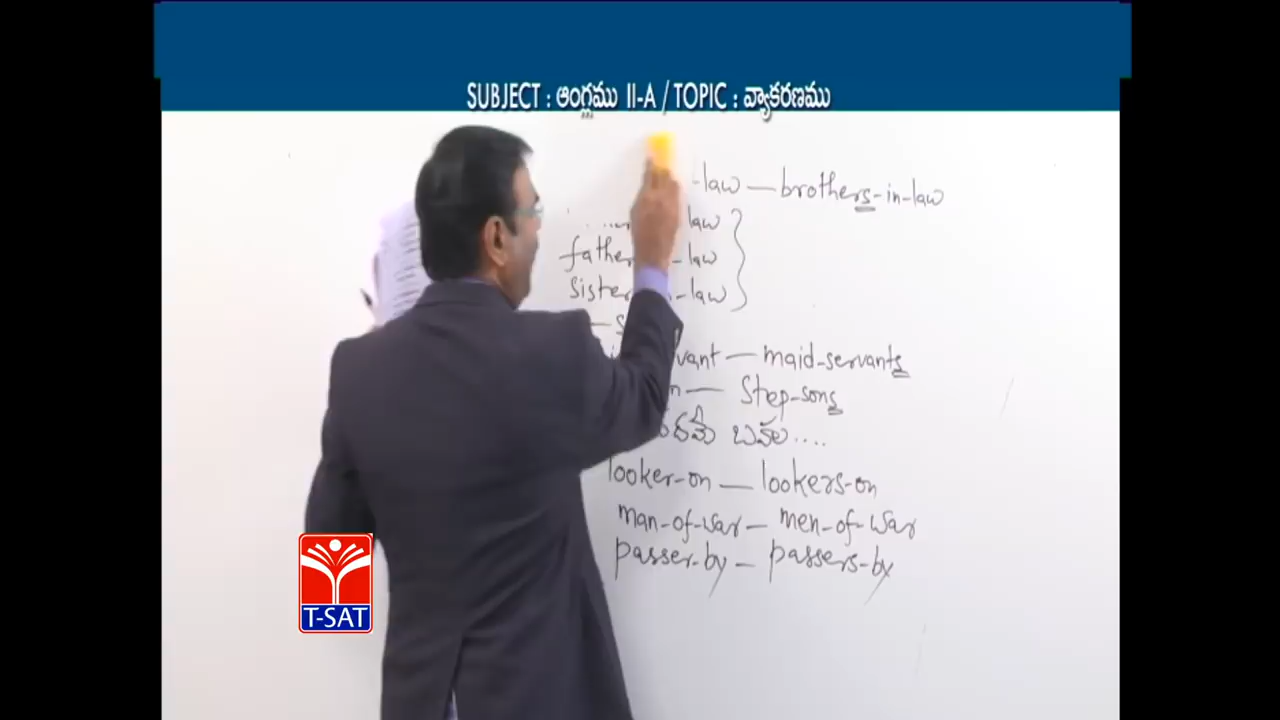 SUBJECT : ఆంగ్లము II-A / TOPIC : వ్యాకరణము
-law — brothers-in-law
law
father law
sister -law
— S
vant — maid-servants
n — Step-sons
బహు....
looker-on — lookers-on
man-of-war — men-of-war
passer-by — passers-by
T-SAT